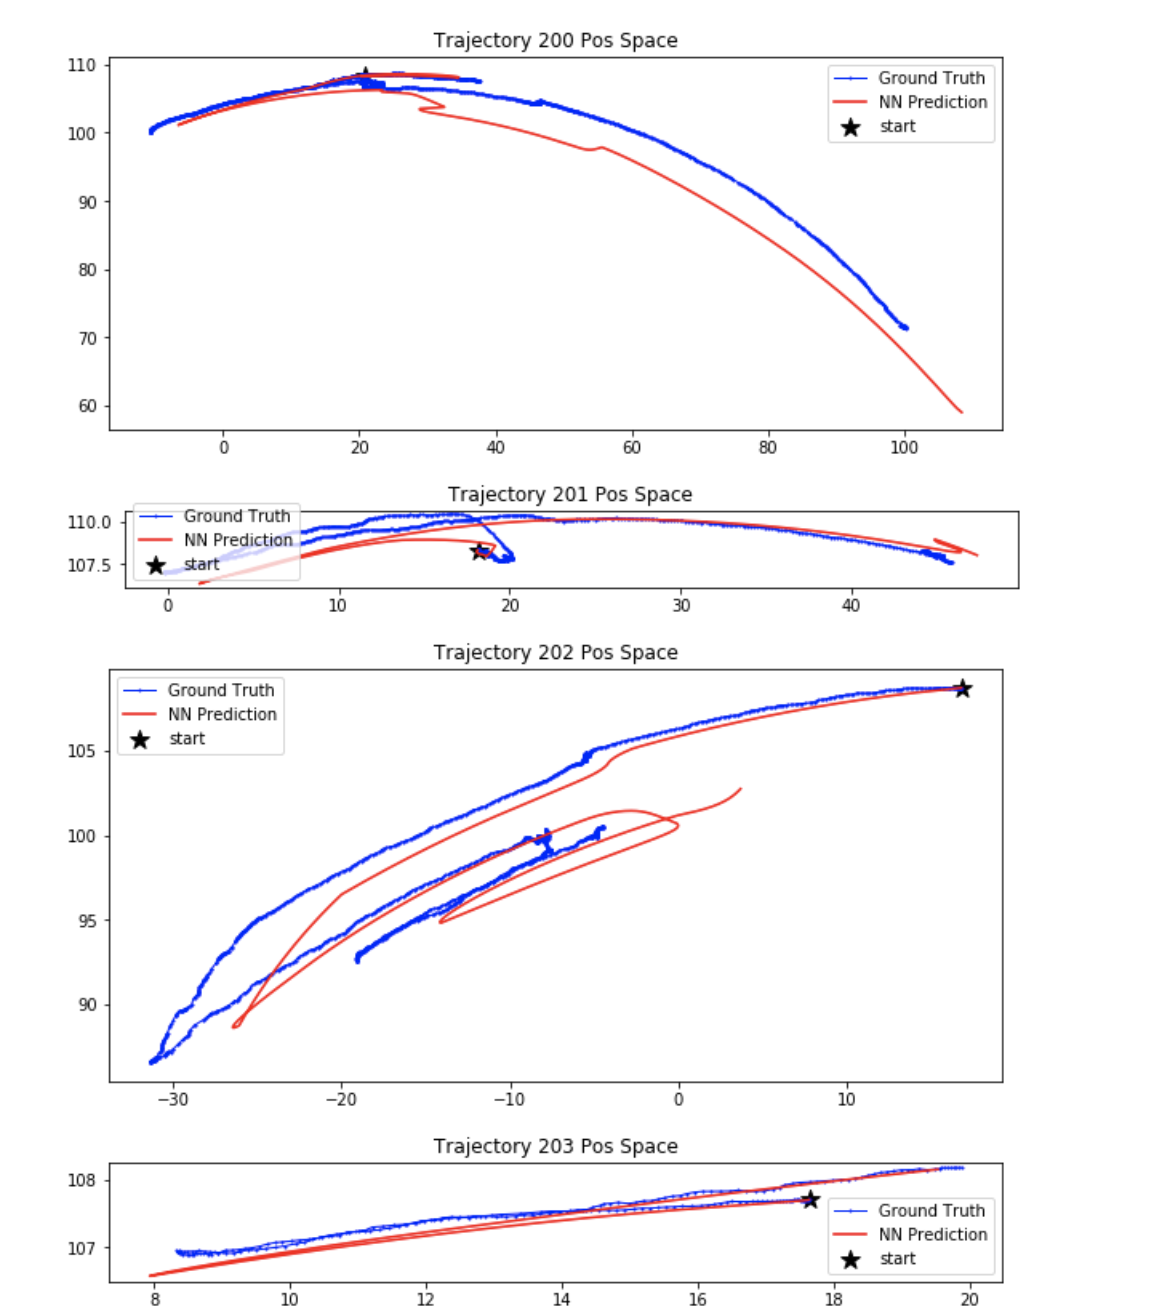 Trajectory 200 Pos Space
110
100
90
80
70
60
Ground Truth
NN Prediction
start
0 20 40 60 80 100
Trajectory 201 Pos Space
110.0
107.5
Ground Truth
NN Prediction
start
0 10 20 30 40
Trajectory 202 Pos Space
Ground Truth
NN Prediction
start
105
100
95
90
−30 −20 −10 0 10
Trajectory 203 Pos Space
108
107
Ground Truth
NN Prediction
start
8 10 12 14 16 18 20